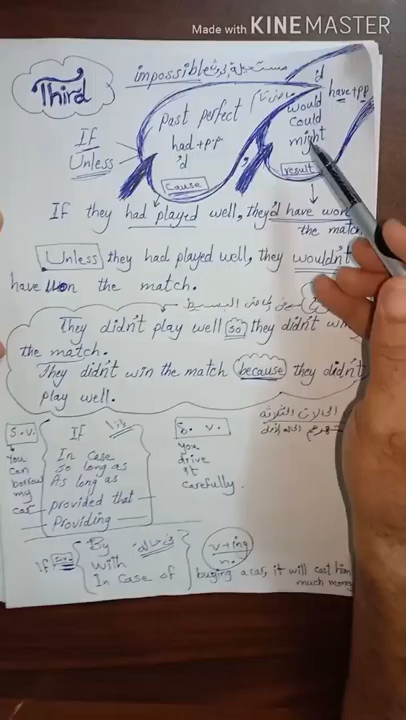 Made with KINEMASTER
Third
impossible
'd
If
Unless
past perfect
had + p.p
'd
cause
would
could
might
have + pp
result
If they had played well, they'd have won
the match
Unless they had played well, they wouldn't
have won the match.
They didn't play well so they didn't win
the match.
They didn't win the match because they didn't
play well.
الحالات الثلاثة
S.V.
You
can
borrow
my
car
If
إذا
In case
So long as
As long as
provided that
Providing
S. V.
you
drive
it
carefully.
If
By
With
In Case of
v + ing
n.
buying a car, it will cost him
much money